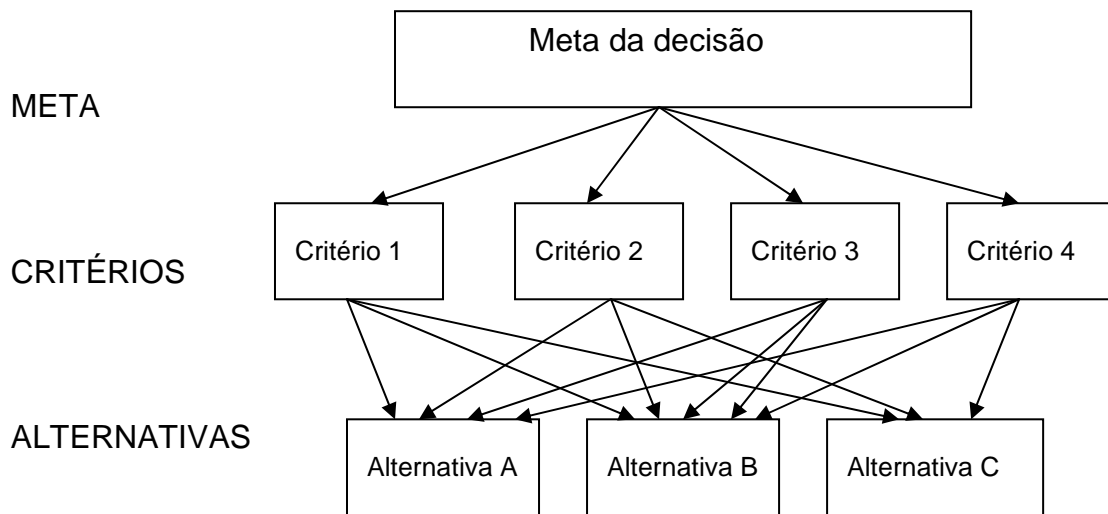 Meta da decisão
META
Critério 1
Critério 2
Critério 3
Critério 4
CRITÉRIOS
ALTERNATIVAS
Alternativa A
Alternativa B
Alternativa C